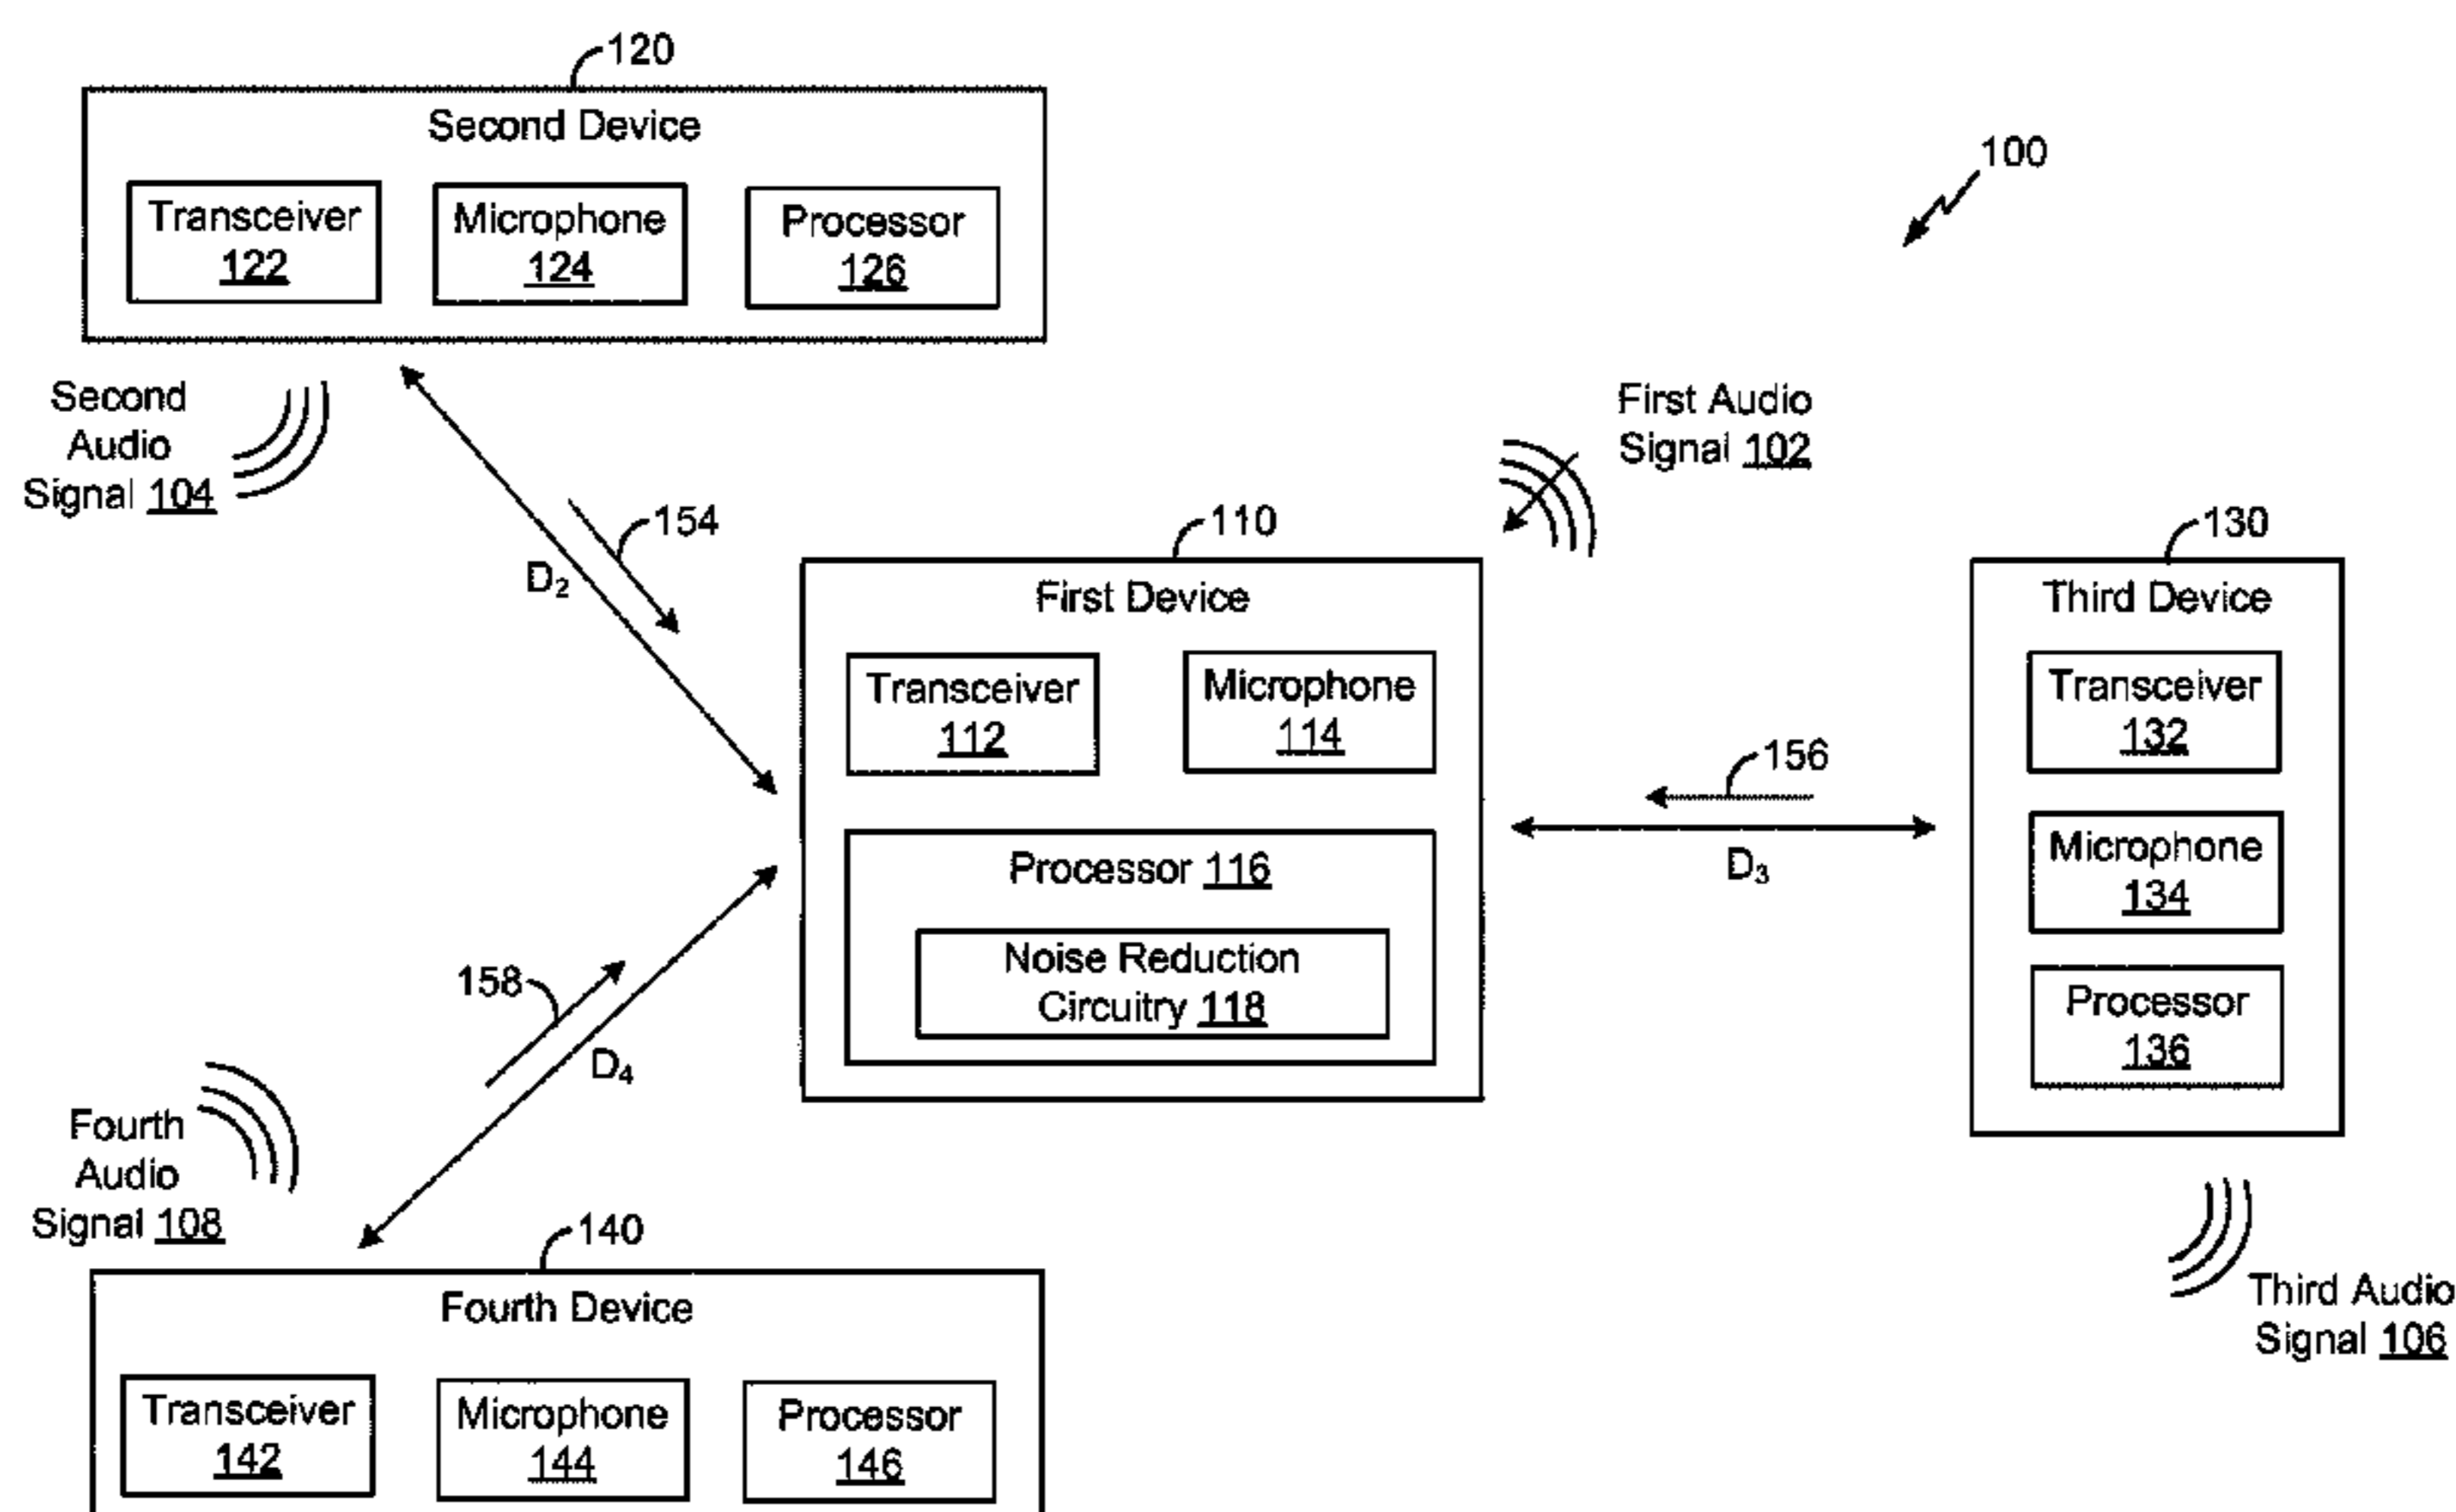 120
Second Device
Transceiver
122
Microphone
124
Processor
126
100
Second
Audio
Signal 104
First Audio
Signal 102
154
D₂
110
First Device
Transceiver
112
Microphone
114
Processor 116
Noise Reduction
Circuitry 118
130
Third Device
Transceiver
132
Microphone
134
Processor
136
156
D₃
158
D₄
Fourth
Audio
Signal 108
140
Fourth Device
Transceiver
142
Microphone
144
Processor
146
Third Audio
Signal 106